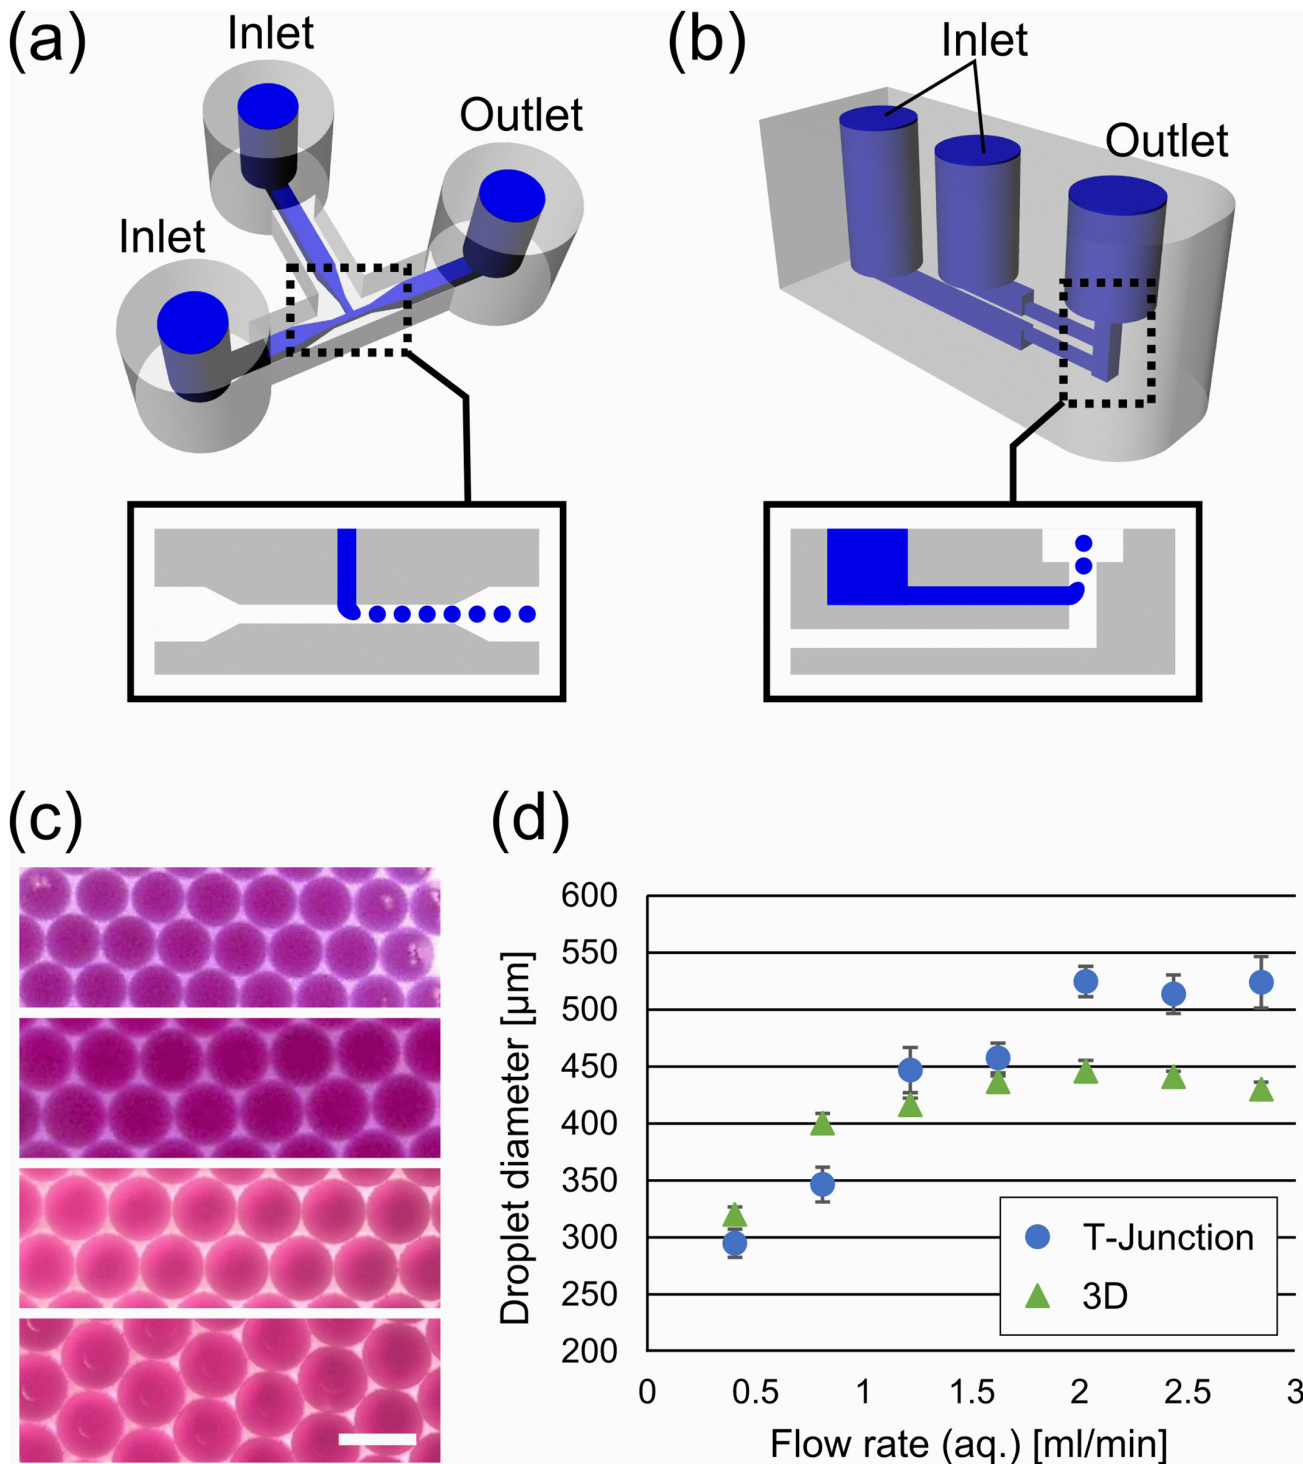 (a)
Inlet
Outlet
Inlet
(b)
Inlet
Outlet
(c)
(d)
Droplet diameter [µm]
600
550
500
450
400
350
300
250
200
T-Junction
3D
0 0.5 1 1.5 2 2.5 3
Flow rate (aq.) [ml/min]